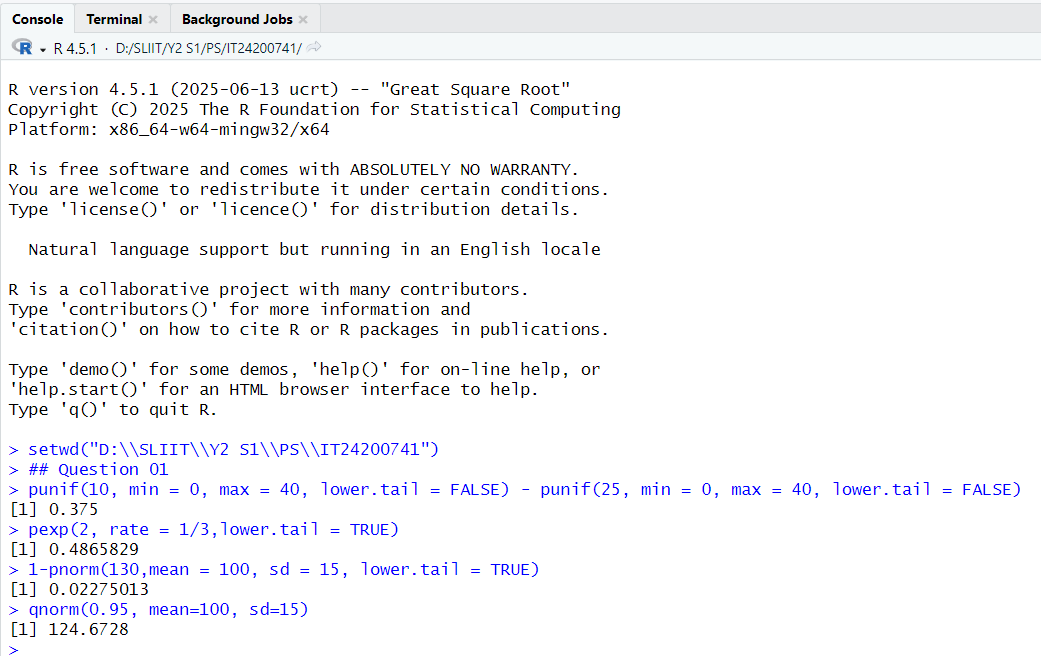 Console Terminal Background Jobs
R 4.5.1 · D:/SLIIT/Y2 S1/PS/IT24200741/
R version 4.5.1 (2025-06-13 ucrt) -- "Great Square Root"
Copyright (C) 2025 The R Foundation for Statistical Computing
Platform: x86_64-w64-mingw32/x64
R is free software and comes with ABSOLUTELY NO WARRANTY.
You are welcome to redistribute it under certain conditions.
Type 'license()' or 'licence()' for distribution details.
Natural language support but running in an English locale
R is a collaborative project with many contributors.
Type 'contributors()' for more information and
'citation()' on how to cite R or R packages in publications.
Type 'demo()' for some demos, 'help()' for on-line help, or
'help.start()' for an HTML browser interface to help.
Type 'q()' to quit R.
> setwd("D:\\SLIIT\\Y2 S1\\PS\\IT24200741")
> ## Question 01
> punif(10, min = 0, max = 40, lower.tail = FALSE) - punif(25, min = 0, max = 40, lower.tail = FALSE)
[1] 0.375
> pexp(2, rate = 1/3,lower.tail = TRUE)
[1] 0.4865829
> 1-pnorm(130,mean = 100, sd = 15, lower.tail = TRUE)
[1] 0.02275013
> qnorm(0.95, mean=100, sd=15)
[1] 124.6728
>